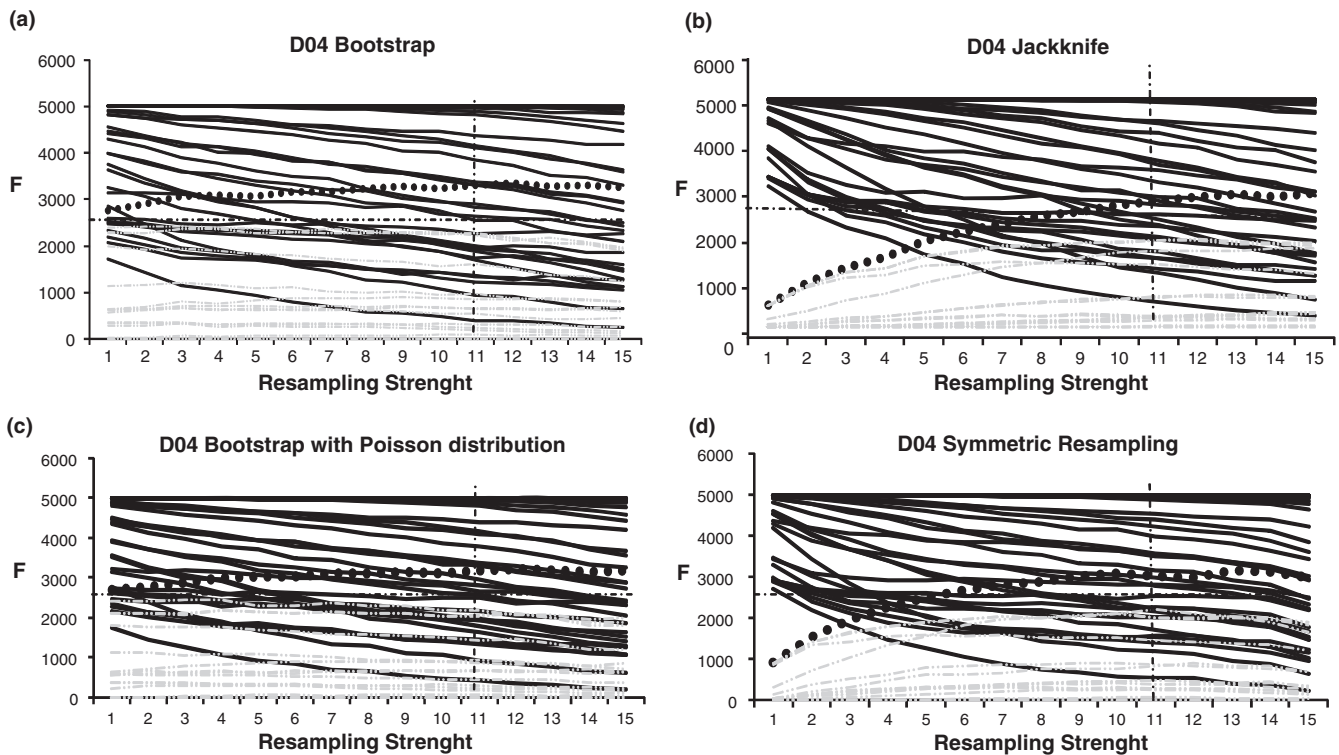 (a)
D04 Bootstrap
6000
5000
4000
3000
2000
1000
0
F
1 2 3 4 5 6 7 8 9 10 11 12 13 14 15
Resampling Strenght
(b)
D04 Jackknife
6000
5000
4000
3000
2000
1000
0
F
1 2 3 4 5 6 7 8 9 10 11 12 13 14 15
Resampling Strenght
(c)
D04 Bootstrap with Poisson distribution
6000
5000
4000
3000
2000
1000
0
F
1 2 3 4 5 6 7 8 9 10 11 12 13 14 15
Resampling Strenght
(d)
D04 Symmetric Resampling
6000
5000
4000
3000
2000
1000
0
F
1 2 3 4 5 6 7 8 9 10 11 12 13 14 15
Resampling Strenght